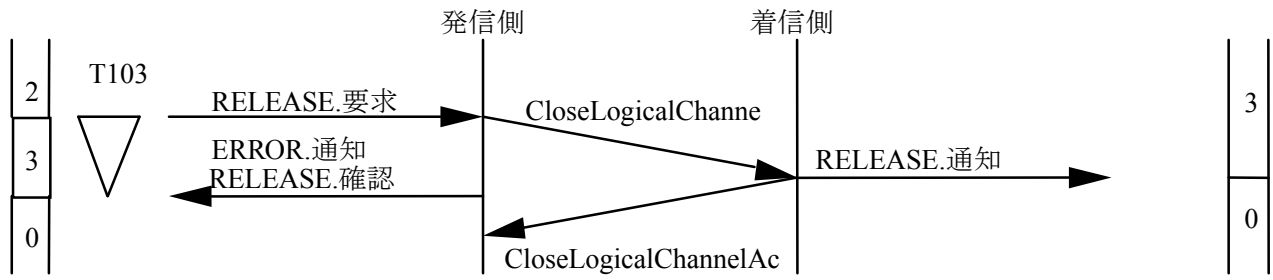 発信側
着信側
T103
2
RELEASE.要求
CloseLogicalChanne
3
3
ERROR.通知
RELEASE.通知
RELEASE.確認
0
0
CloseLogicalChannelAc